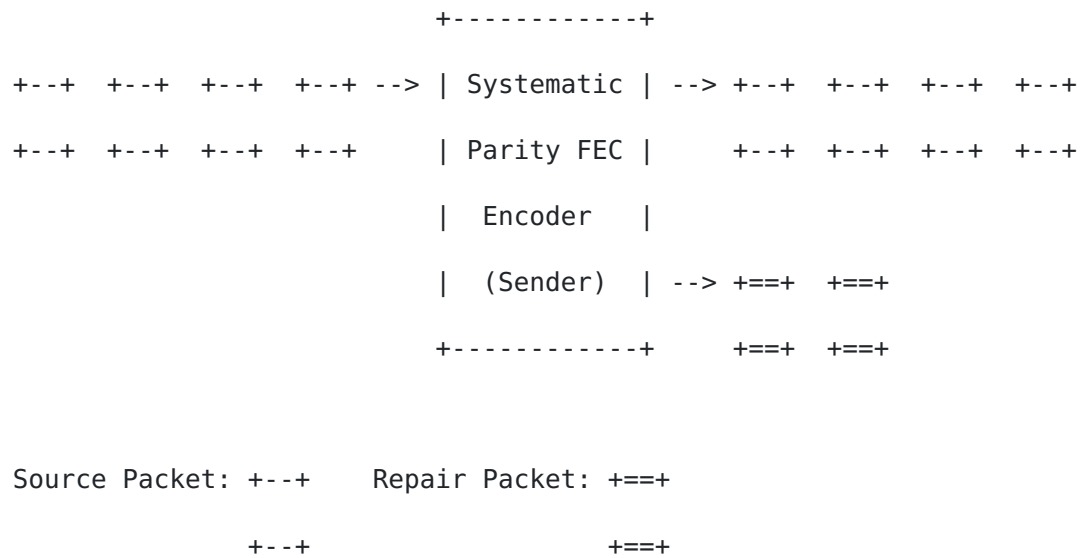 +------------+
+--+  +--+  +--+  +--+ --> | Systematic | --> +--+  +--+  +--+  +--+
+--+  +--+  +--+  +--+     | Parity FEC |     +--+  +--+  +--+  +--+
                           |  Encoder   |
                           |  (Sender)  | --> +==+  +==+
                           +------------+     +==+  +==+

Source Packet: +--+    Repair Packet: +==+
               +--+                   +==+